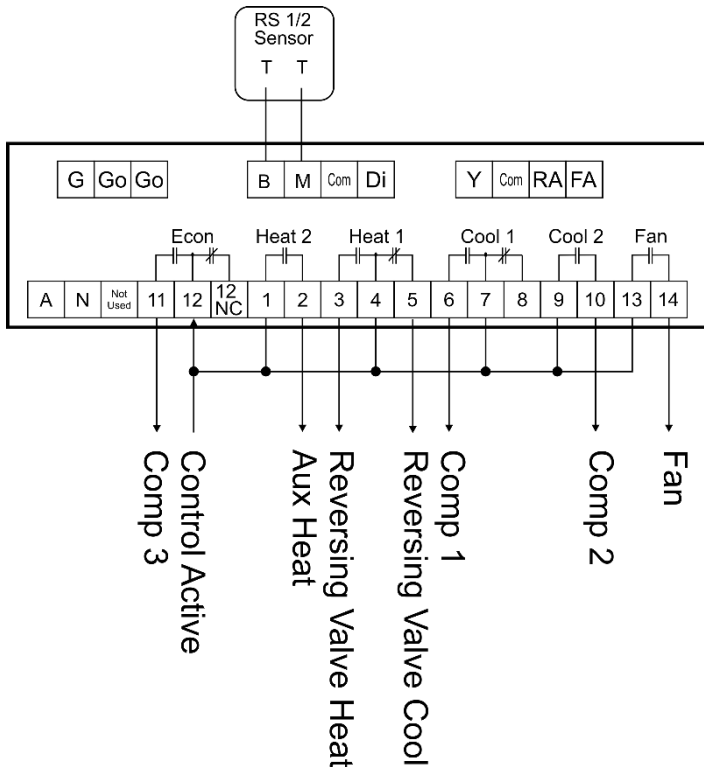 RS 1/2
Sensor
T T
G Go Go B M Com Di Y Com RA FA
Econ Heat 2 Heat 1 Cool 1 Cool 2 Fan
A N Not Used 11 12 12 NC 1 2 3 4 5 6 7 8 9 10 13 14
Comp 3
Control Active
Aux Heat
Reversing Valve Heat
Reversing Valve Cool
Comp 1
Comp 2
Fan